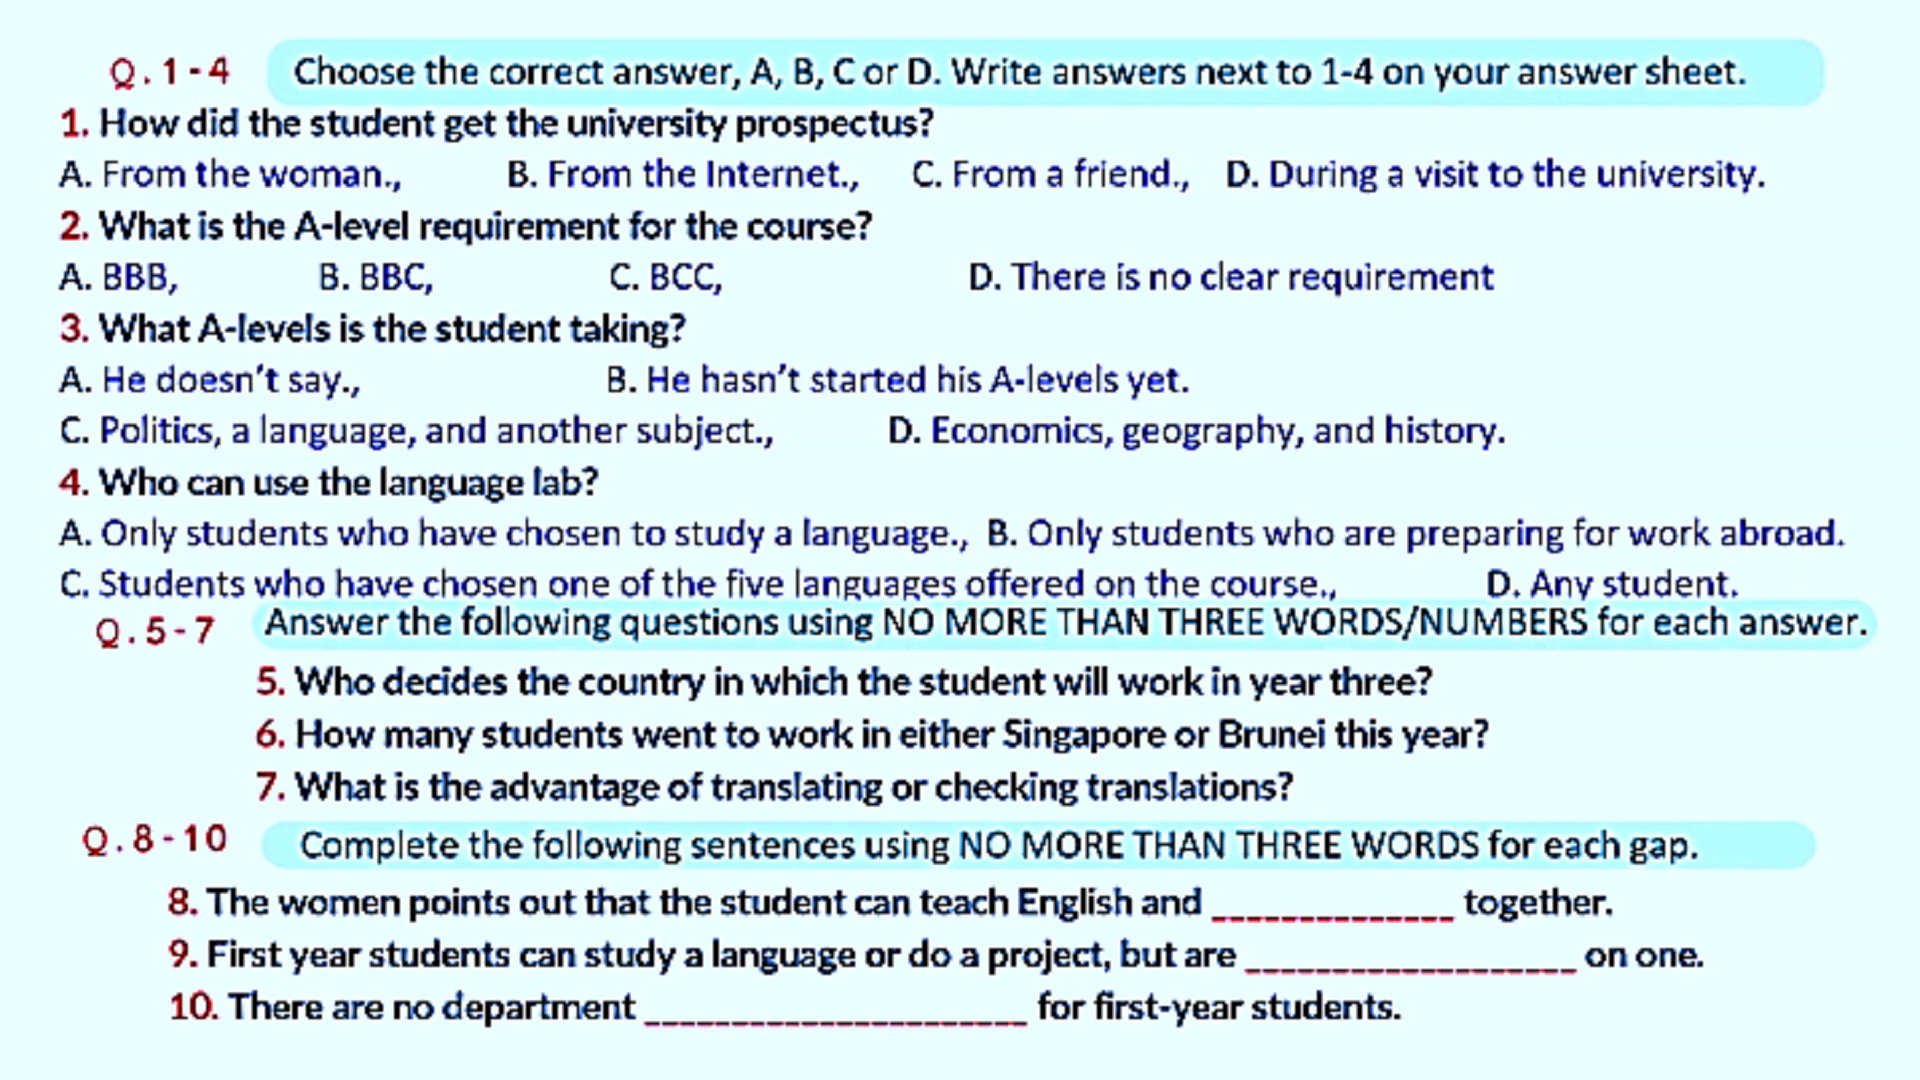 Q.1-4 Choose the correct answer, A, B, C or D. Write answers next to 1-4 on your answer sheet.
1. How did the student get the university prospectus?
A. From the woman., B. From the Internet., C. From a friend., D. During a visit to the university.
2. What is the A-level requirement for the course?
A. BBB, B. BBC, C. BCC, D. There is no clear requirement
3. What A-levels is the student taking?
A. He doesn't say., B. He hasn't started his A-levels yet.
C. Politics, a language, and another subject., D. Economics, geography, and history.
4. Who can use the language lab?
A. Only students who have chosen to study a language., B. Only students who are preparing for work abroad.
C. Students who have chosen one of the five languages offered on the course., D. Any student.
Q.5-7 Answer the following questions using NO MORE THAN THREE WORDS/NUMBERS for each answer.
5. Who decides the country in which the student will work in year three?
6. How many students went to work in either Singapore or Brunei this year?
7. What is the advantage of translating or checking translations?
Q.8-10 Complete the following sentences using NO MORE THAN THREE WORDS for each gap.
8. The women points out that the student can teach English and ______________ together.
9. First year students can study a language or do a project, but are ___________________ on one.
10. There are no department ______________________ for first-year students.